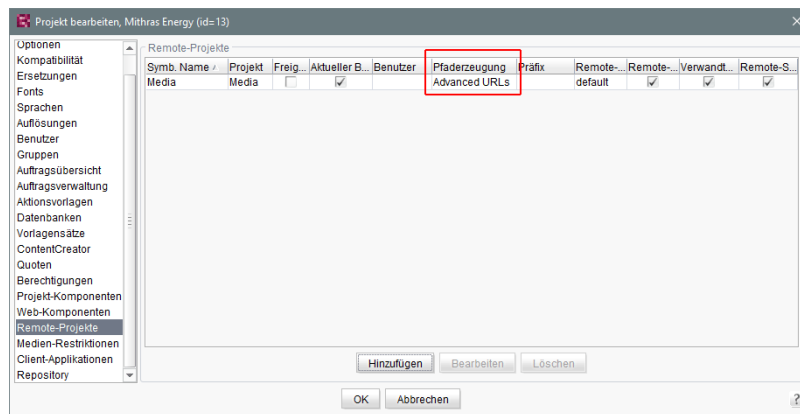 Projekt bearbeiten, Mithras Energy (id=13)
Optionen
Kompatibilität
Ersetzungen
Fonts
Sprachen
Auflösungen
Benutzer
Gruppen
Auftragsübersicht
Auftragsverwaltung
Aktionsvorlagen
Datenbanken
Vorlagensätze
ContentCreator
Quoten
Berechtigungen
Projekt-Komponenten
Web-Komponenten
Remote-Projekte
Medien-Restriktionen
Client-Applikationen
Repository
Remote-Projekte
Symb. Name Projekt Freig... Aktueller B... Benutzer Pfaderzeugung Präfix Remote-... Remote-... Verwandt... Remote-S...
Media Media Advanced URLs default
Hinzufügen Bearbeiten Löschen
OK Abbrechen ?